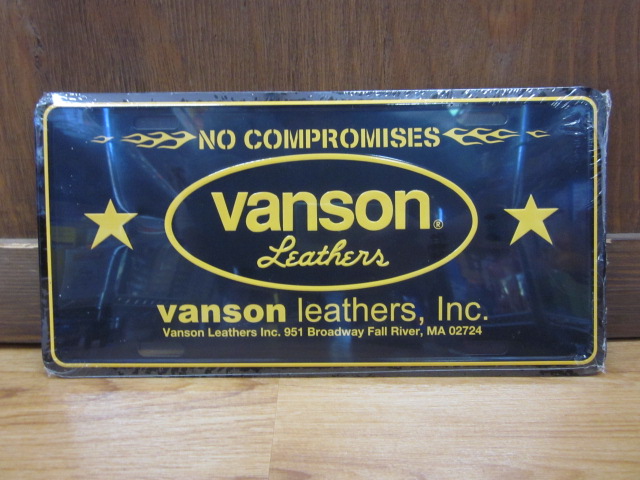 NO COMPROMISES
vanson®
Leathers
vanson leathers, Inc.
Vanson Leathers Inc. 951 Broadway Fall River, MA 02724